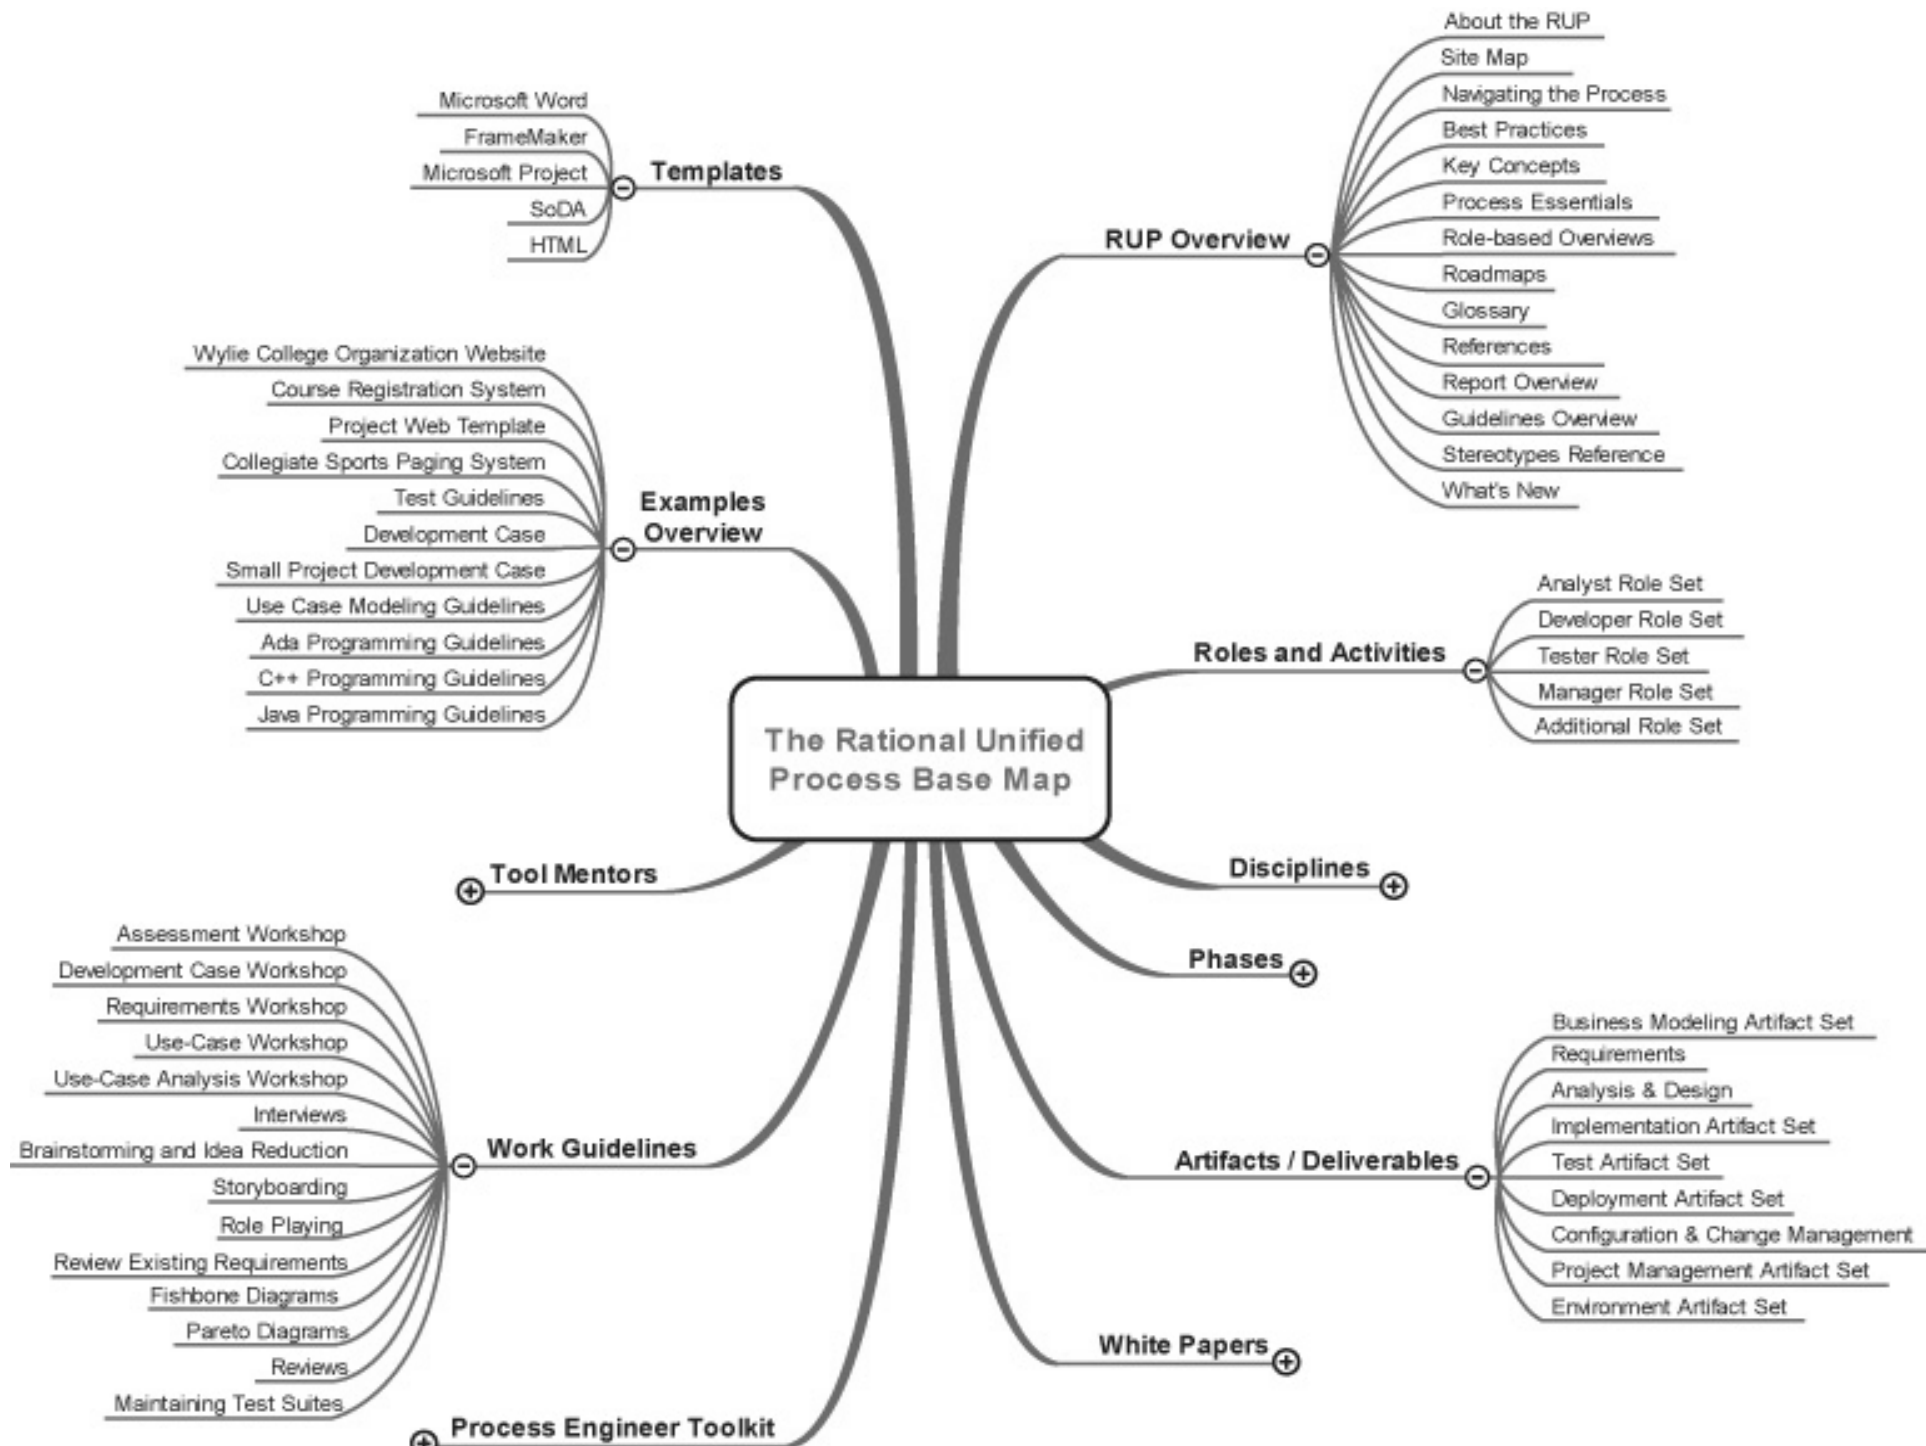 The Rational Unified
Process Base Map
RUP Overview
About the RUP
Site Map
Navigating the Process
Best Practices
Key Concepts
Process Essentials
Role-based Overviews
Roadmaps
Glossary
References
Report Overview
Guidelines Overview
Stereotypes Reference
What's New
Roles and Activities
Analyst Role Set
Developer Role Set
Tester Role Set
Manager Role Set
Additional Role Set
Disciplines
Phases
Artifacts / Deliverables
Business Modeling Artifact Set
Requirements
Analysis & Design
Implementation Artifact Set
Test Artifact Set
Deployment Artifact Set
Configuration & Change Management
Project Management Artifact Set
Environment Artifact Set
White Papers
Templates
Microsoft Word
FrameMaker
Microsoft Project
SoDA
HTML
Examples
Overview
Wylie College Organization Website
Course Registration System
Project Web Template
Collegiate Sports Paging System
Test Guidelines
Development Case
Small Project Development Case
Use Case Modeling Guidelines
Ada Programming Guidelines
C++ Programming Guidelines
Java Programming Guidelines
Tool Mentors
Work Guidelines
Assessment Workshop
Development Case Workshop
Requirements Workshop
Use-Case Workshop
Use-Case Analysis Workshop
Interviews
Brainstorming and Idea Reduction
Storyboarding
Role Playing
Review Existing Requirements
Fishbone Diagrams
Pareto Diagrams
Reviews
Maintaining Test Suites
Process Engineer Toolkit